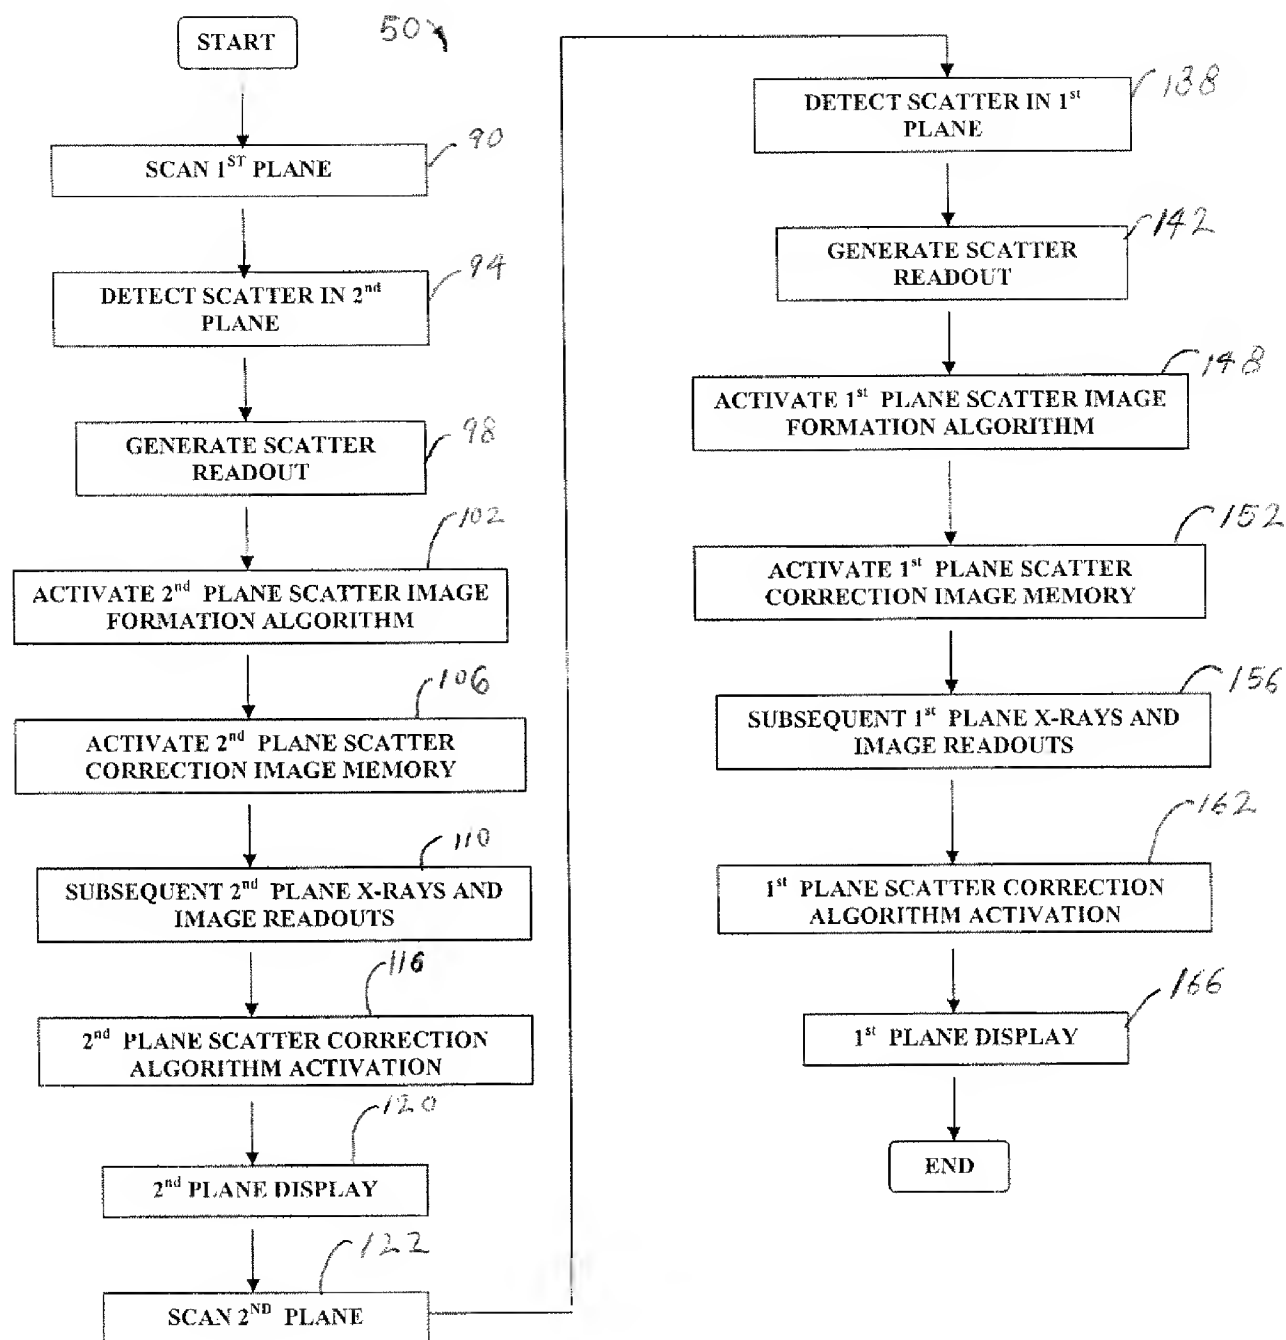 START
50
SCAN 1ST PLANE
90
DETECT SCATTER IN 2nd
PLANE
94
GENERATE SCATTER
READOUT
98
ACTIVATE 2nd PLANE SCATTER IMAGE
FORMATION ALGORITHM
102
ACTIVATE 2nd PLANE SCATTER
CORRECTION IMAGE MEMORY
106
SUBSEQUENT 2nd PLANE X-RAYS AND
IMAGE READOUTS
110
2nd PLANE SCATTER CORRECTION
ALGORITHM ACTIVATION
116
2nd PLANE DISPLAY
120
SCAN 2ND PLANE
122
DETECT SCATTER IN 1st
PLANE
138
GENERATE SCATTER
READOUT
142
ACTIVATE 1st PLANE SCATTER IMAGE
FORMATION ALGORITHM
148
ACTIVATE 1st PLANE SCATTER
CORRECTION IMAGE MEMORY
152
SUBSEQUENT 1st PLANE X-RAYS AND
IMAGE READOUTS
156
1st PLANE SCATTER CORRECTION
ALGORITHM ACTIVATION
162
1st PLANE DISPLAY
166
END